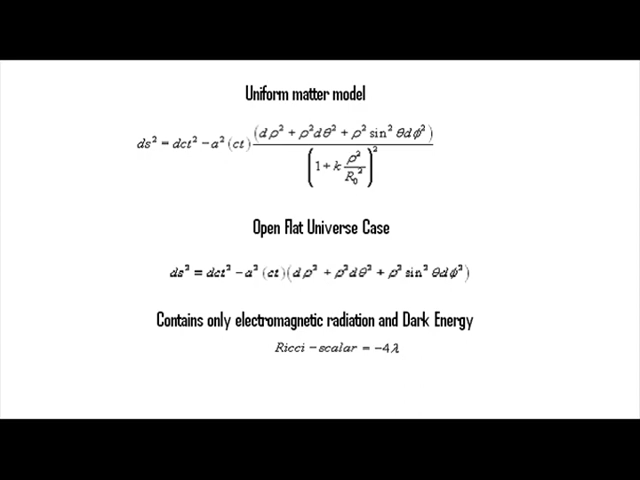 Uniform matter model
ds² = dct² − a²(ct) (dρ² + ρ²dθ² + ρ² sin² θdϕ²) / (1 + k ρ²/R₀²)²
Open Flat Universe Case
ds² = dct² − a²(ct)(dρ² + ρ²dθ² + ρ² sin² θdϕ²)
Contains only electromagnetic radiation and Dark Energy
Ricci − scalar = −4λ